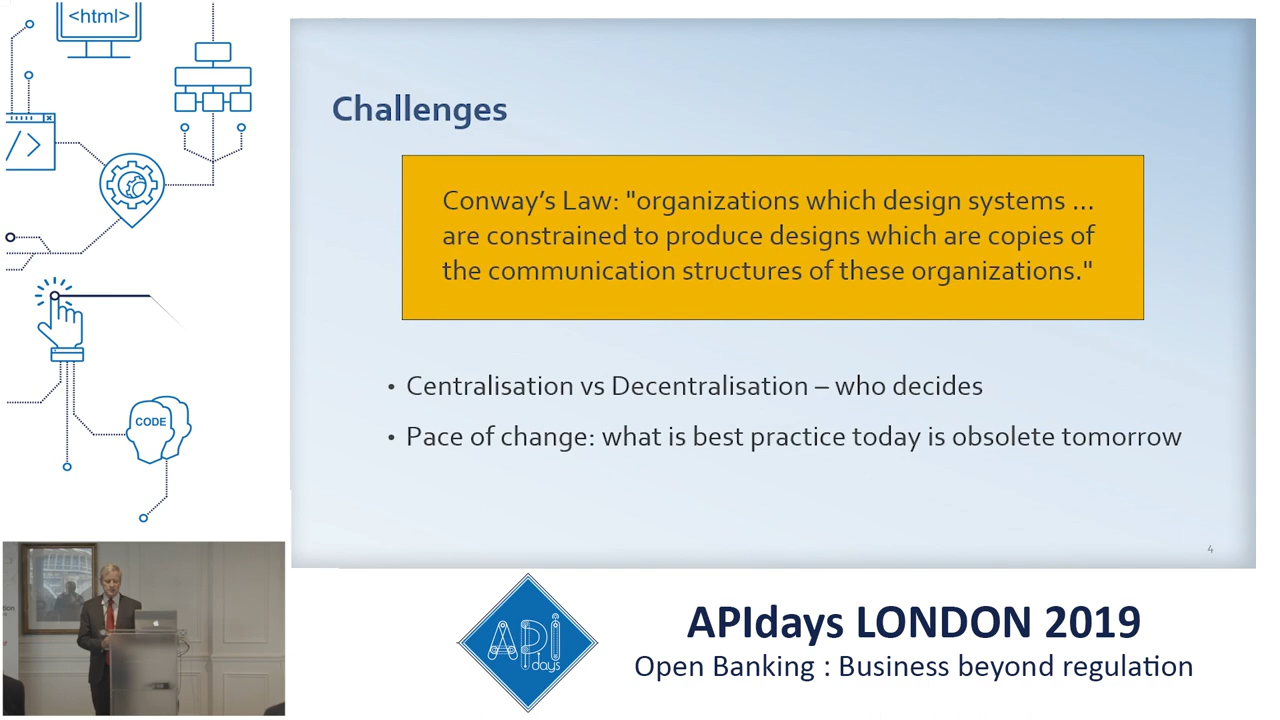 <html>
</>
CODE
Challenges
Conway's Law: "organizations which design systems ...
are constrained to produce designs which are copies of
the communication structures of these organizations."
• Centralisation vs Decentralisation – who decides
• Pace of change: what is best practice today is obsolete tomorrow
4
API
days
APIdays LONDON 2019
Open Banking : Business beyond regulation